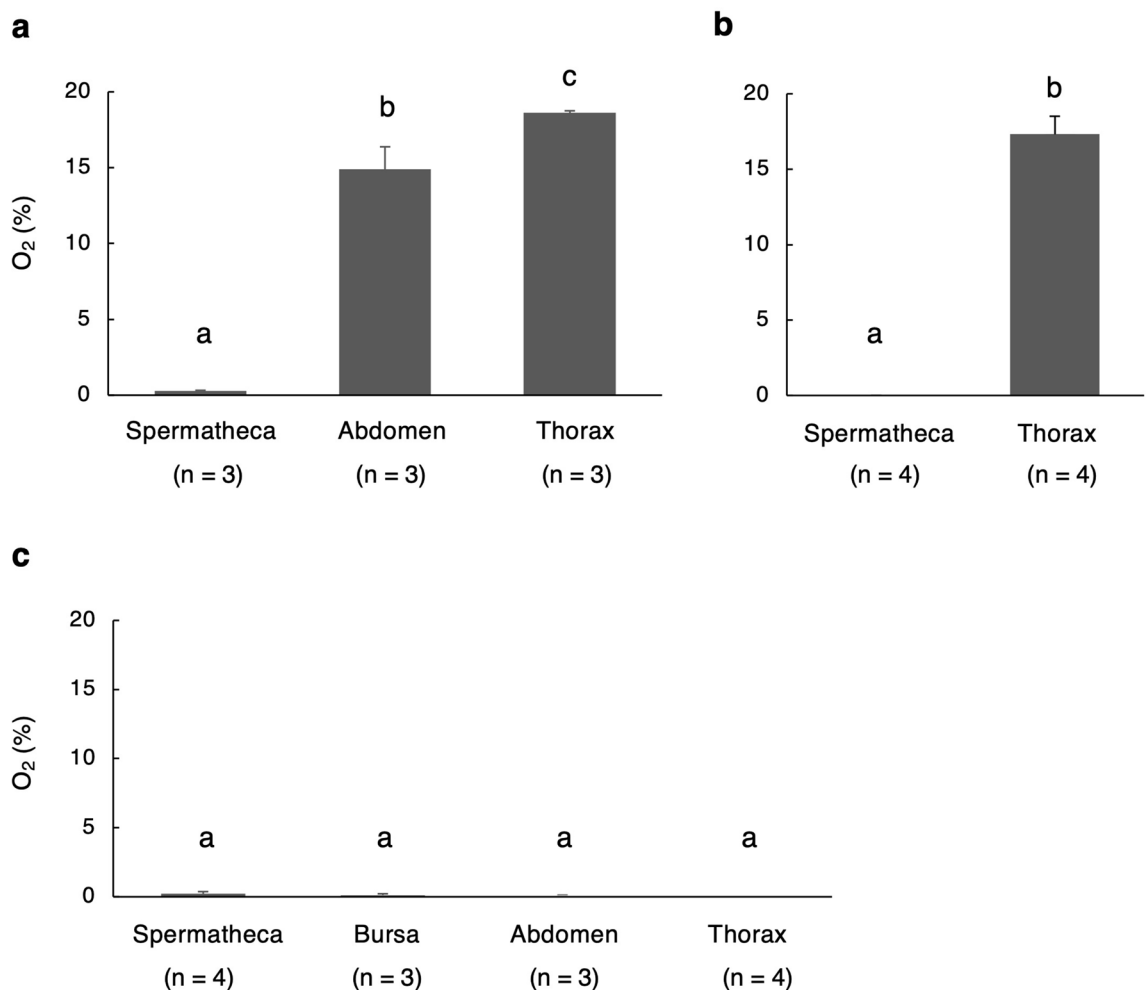 a
20
15
10
5
0
O₂ (%)
a
b
c
Spermatheca
Abdomen
Thorax
(n = 3)
(n = 3)
(n = 3)
b
20
15
10
5
0
a
b
Spermatheca
Thorax
(n = 4)
(n = 4)
c
20
15
10
5
0
O₂ (%)
a
a
a
a
Spermatheca
Bursa
Abdomen
Thorax
(n = 4)
(n = 3)
(n = 3)
(n = 4)